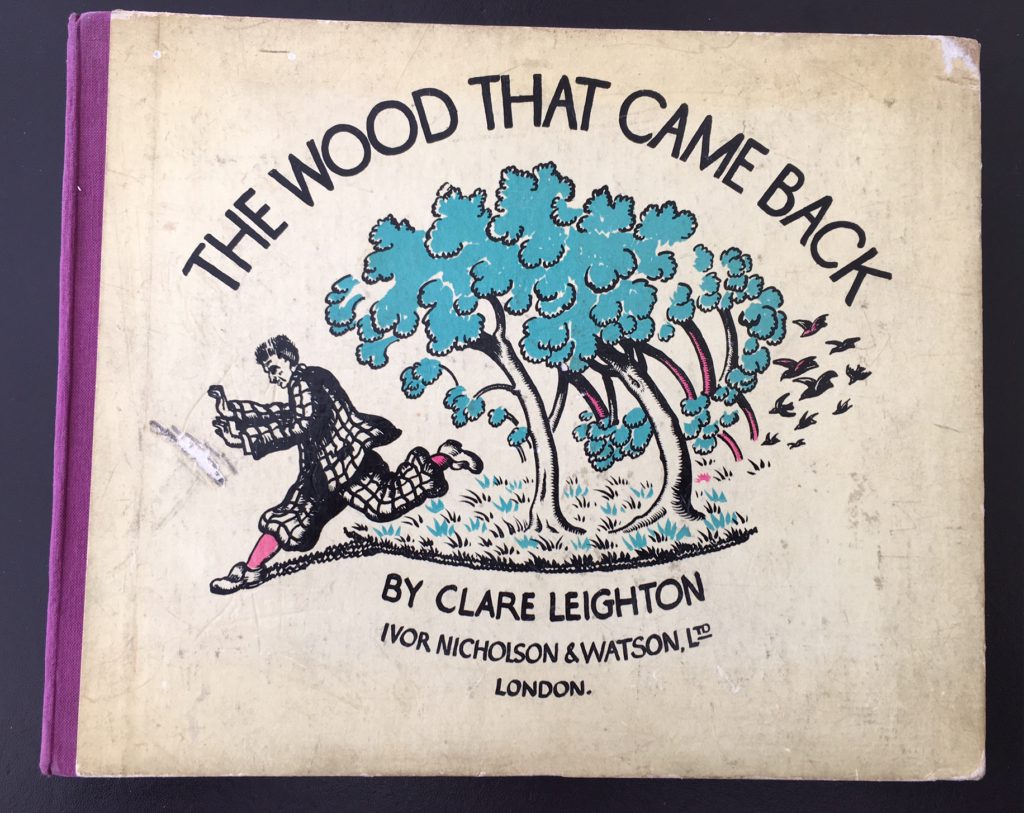 THE WOOD THAT CAME BACK
BY CLARE LEIGHTON
IVOR NICHOLSON & WATSON, LTD
LONDON.